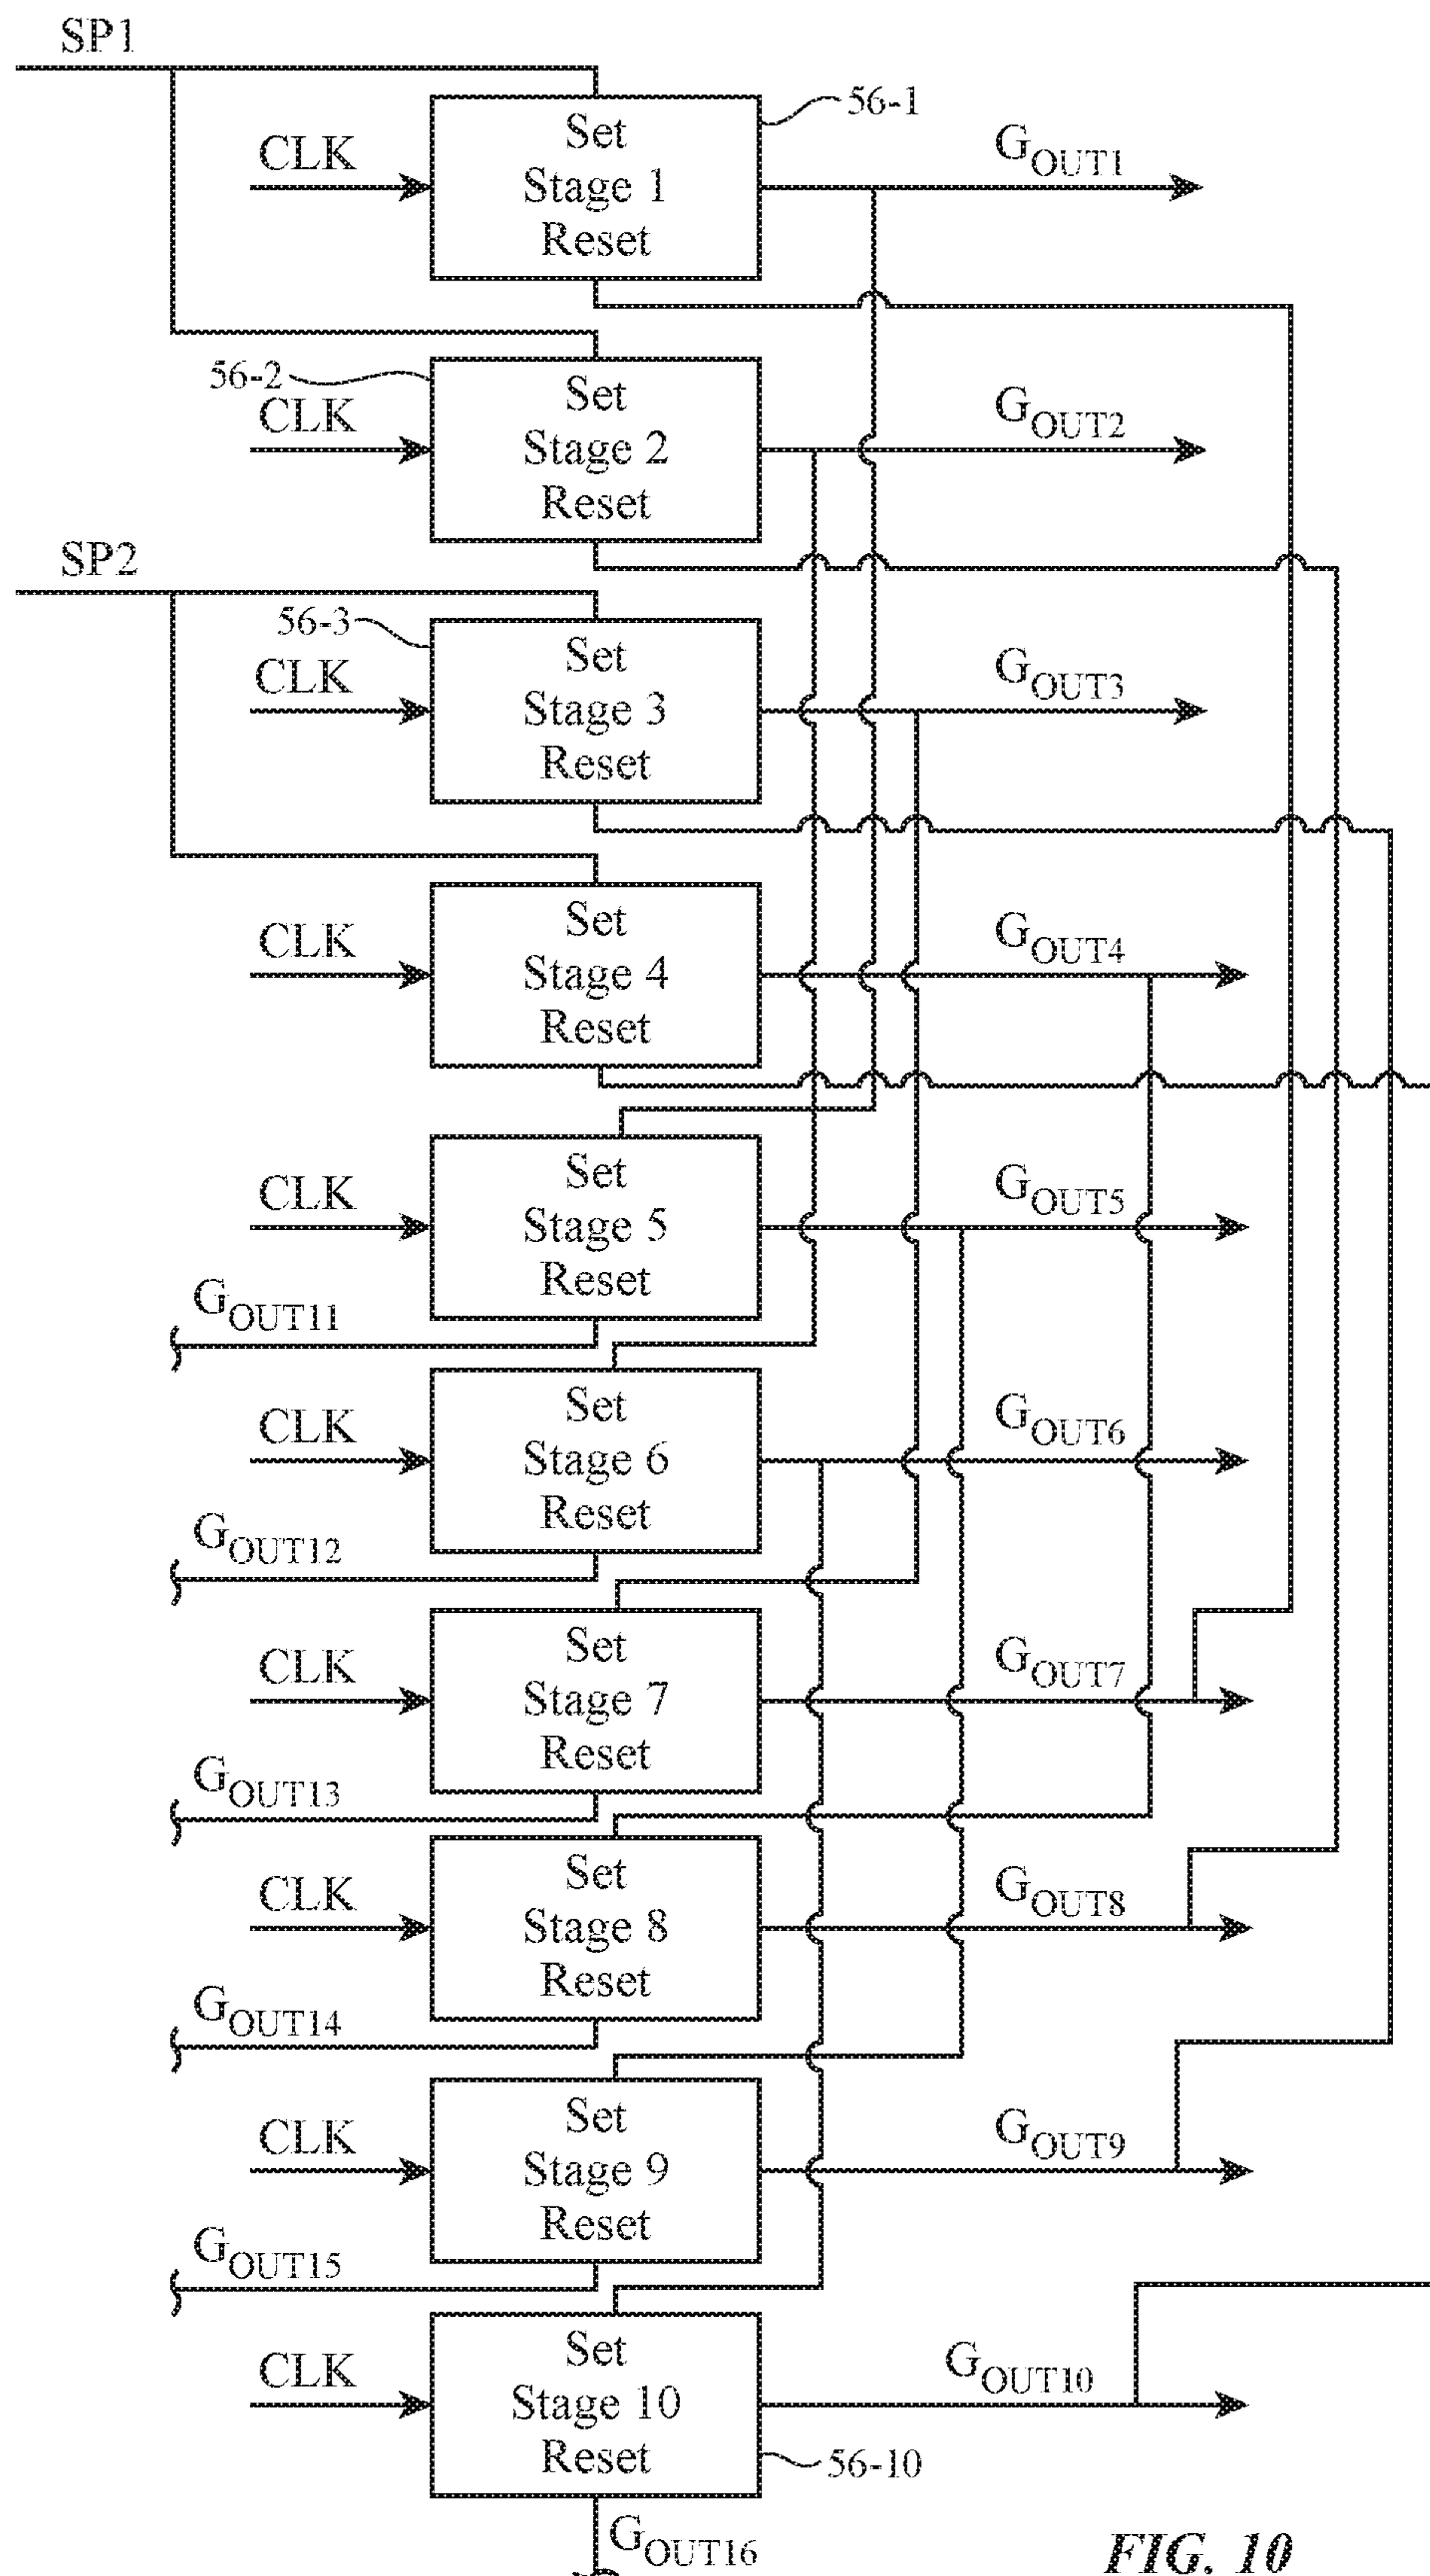 SP1
56-1
Set
CLK
GOUT1
Stage 1
Reset
56-2
Set
CLK
GOUT2
Stage 2
Reset
SP2
56-3
Set
CLK
GOUT3
Stage 3
Reset
Set
CLK
GOUT4
Stage 4
Reset
Set
CLK
GOUT5
Stage 5
Reset
GOUT11
Set
CLK
GOUT6
Stage 6
Reset
GOUT12
Set
CLK
GOUT7
Stage 7
Reset
GOUT13
Set
CLK
GOUT8
Stage 8
Reset
GOUT14
Set
CLK
GOUT9
Stage 9
Reset
GOUT15
Set
CLK
GOUT10
Stage 10
Reset
56-10
GOUT16
FIG. 10